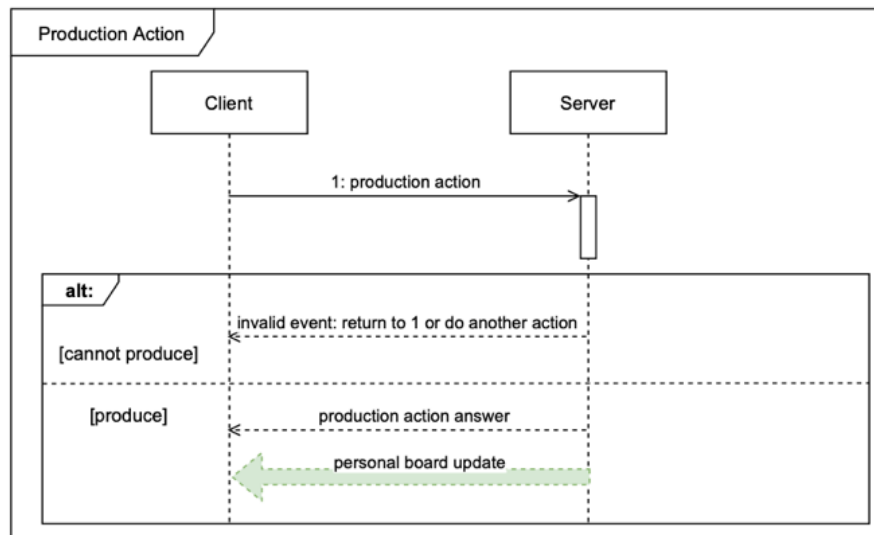 Production Action
Client
Server
1: production action
alt:
invalid event: return to 1 or do another action
[cannot produce]
[produce]
production action answer
personal board update